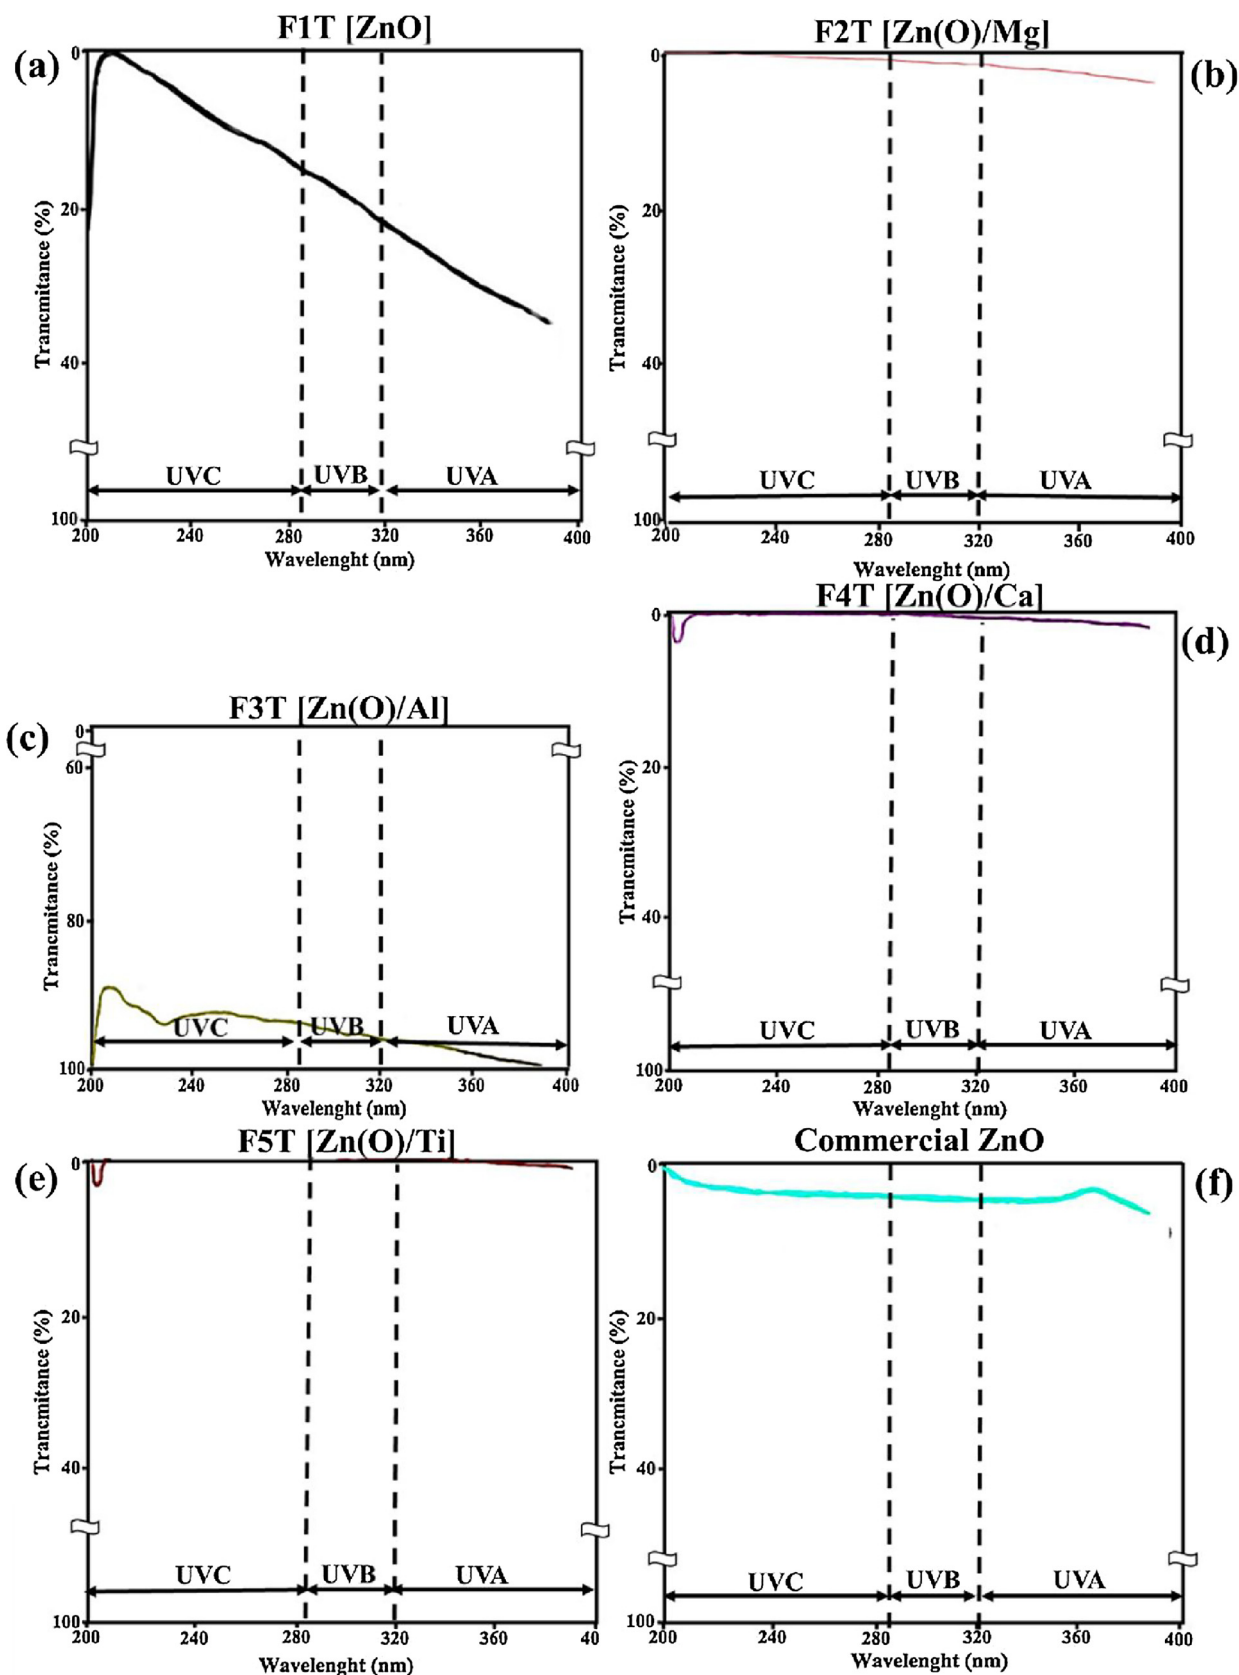 F1T [ZnO]
(a)
0
20
40
100
Trancmitance (%)
UVC
UVB
UVA
200
240
280
320
360
400
Wavelenght (nm)
F2T [Zn(O)/Mg]
(b)
0
20
40
100
Trancmitance (%)
UVC
UVB
UVA
200
240
280
320
360
400
Wavelenght (nm)
F3T [Zn(O)/Al]
(c)
0
60
80
100
Trancmitance (%)
UVC
UVB
UVA
200
240
280
320
360
400
Wavelenght (nm)
F4T [Zn(O)/Ca]
(d)
0
20
40
100
Trancmitance (%)
UVC
UVB
UVA
200
240
280
320
360
400
Wavelenght (nm)
F5T [Zn(O)/Ti]
(e)
0
20
40
100
Trancmitance (%)
UVC
UVB
UVA
200
240
280
320
360
40
Wavelenght (nm)
Commercial ZnO
(f)
0
20
40
100
Trancmitance (%)
UVC
UVB
UVA
200
240
280
320
360
400
Wavelenght (nm)